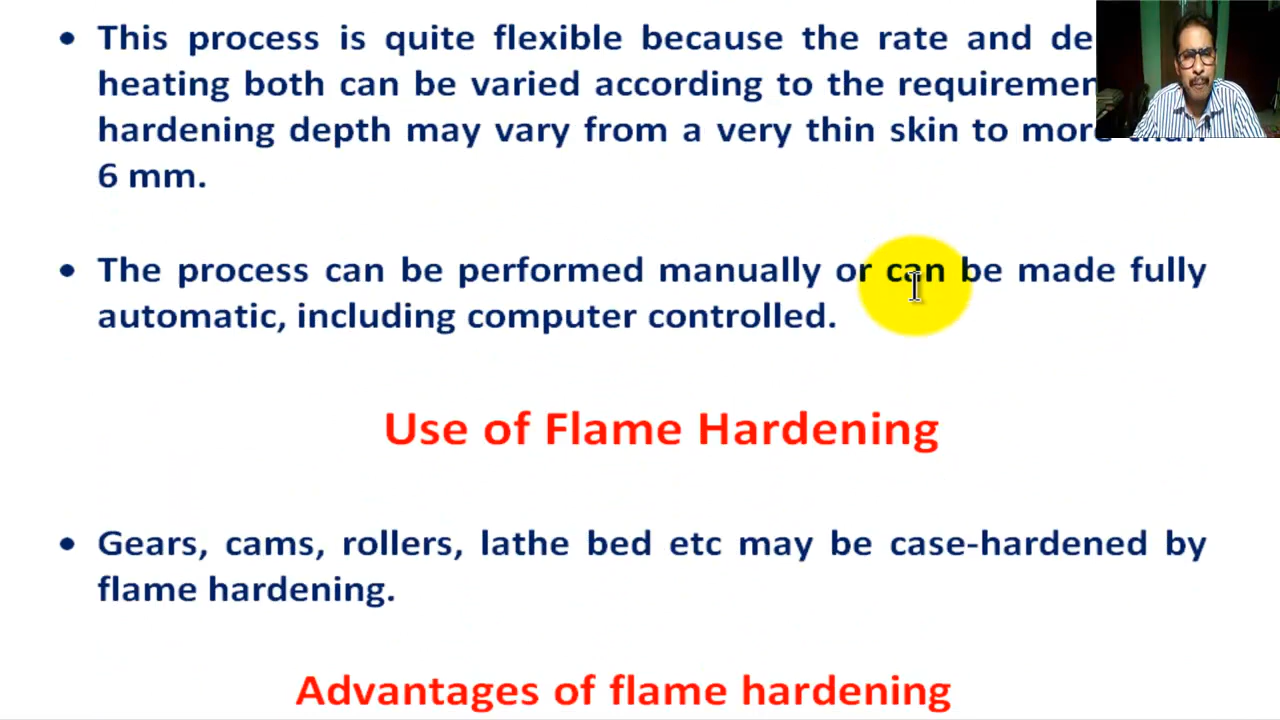 • This process is quite flexible because the rate and
heating both can be varied according to the
hardening depth may vary from a very thin skin to more than
6 mm.
• The process can be performed manually or can be made fully
automatic, including computer controlled.
Use of Flame Hardening
• Gears, cams, rollers, lathe bed etc may be case-hardened by
flame hardening.
Advantages of flame hardening